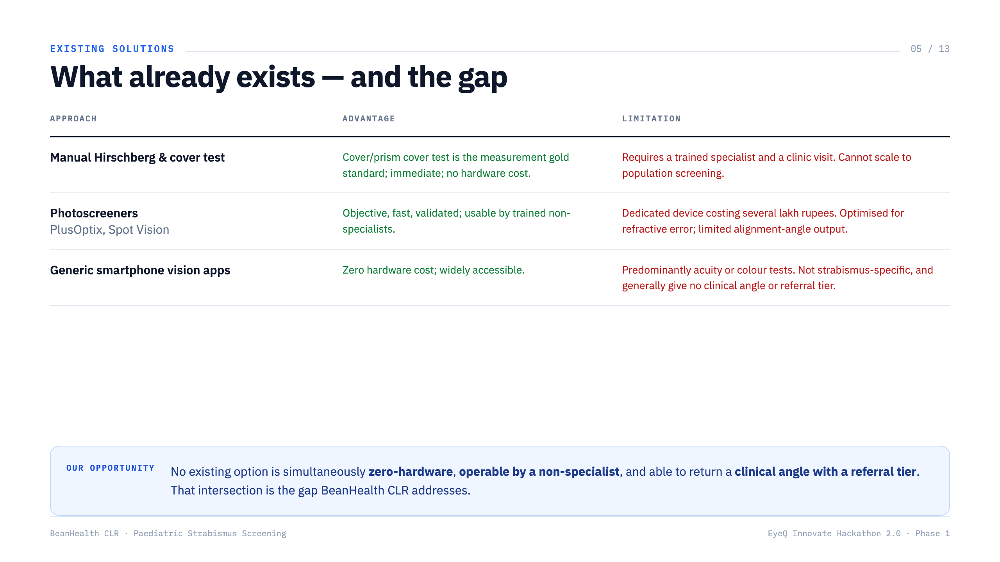 EXISTING SOLUTIONS
05 / 13
What already exists — and the gap
APPROACH
ADVANTAGE
LIMITATION
Manual Hirschberg & cover test
Cover/prism cover test is the measurement gold
standard; immediate; no hardware cost.
Requires a trained specialist and a clinic visit. Cannot scale to
population screening.
Photoscreeners
PlusOptix, Spot Vision
Objective, fast, validated; usable by trained non-
specialists.
Dedicated device costing several lakh rupees. Optimised for
refractive error; limited alignment-angle output.
Generic smartphone vision apps
Zero hardware cost; widely accessible.
Predominantly acuity or colour tests. Not strabismus-specific, and
generally give no clinical angle or referral tier.
OUR OPPORTUNITY
No existing option is simultaneously zero-hardware, operable by a non-specialist, and able to return a clinical angle with a referral tier.
That intersection is the gap BeanHealth CLR addresses.
BeanHealth CLR · Paediatric Strabismus Screening
EyeQ Innovate Hackathon 2.0 · Phase 1